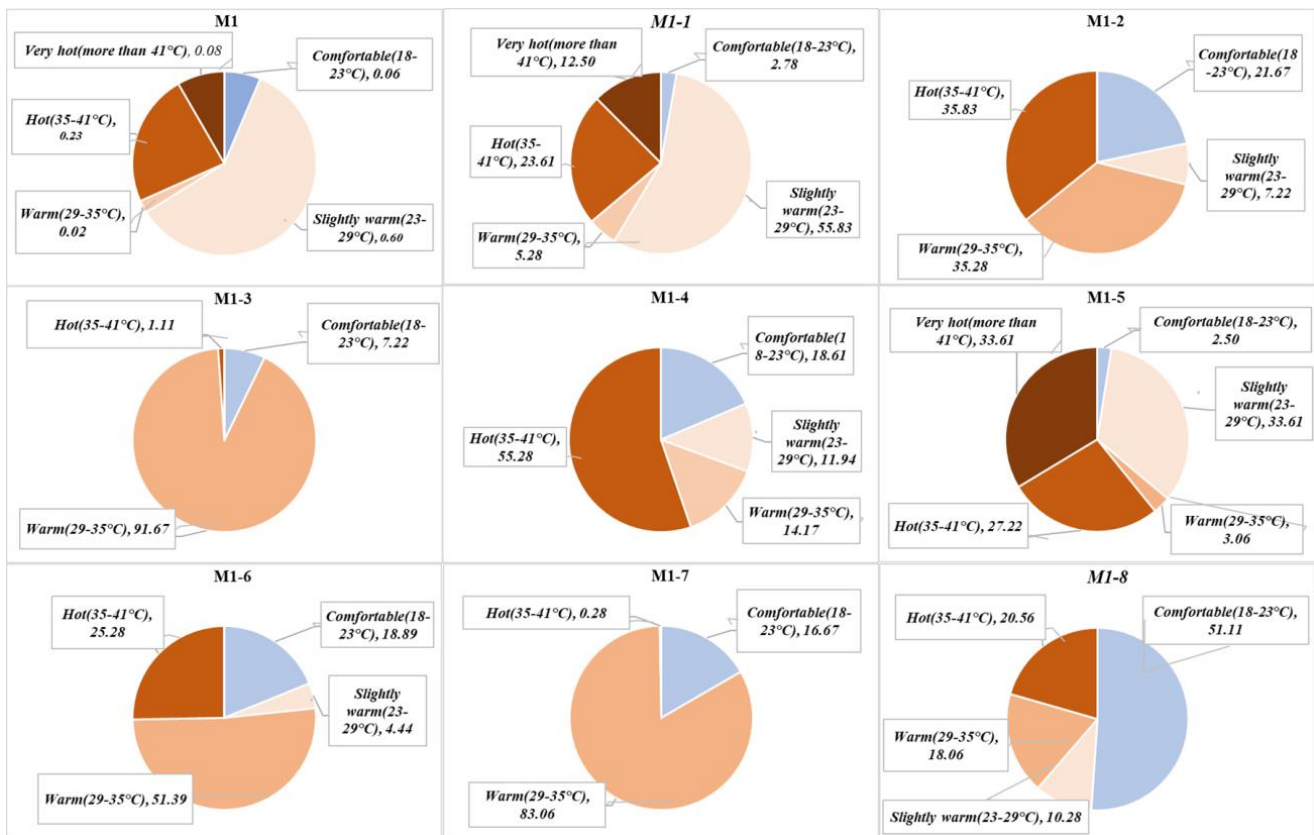 M1
Very hot(more than 41°C), 0.08
Comfortable(18-
23°C), 0.06
Hot(35-41°C),
0.23
Warm(29-35°C),
0.02
Slightly warm(23-
29°C), 0.60
M1-1
Very hot(more than
41°C), 12.50
Comfortable(18-23°C),
2.78
Hot(35-
41°C), 23.61
Slightly
warm(23-
29°C), 55.83
Warm(29-35°C),
5.28
M1-2
Comfortable(18
-23°C), 21.67
Hot(35-41°C),
35.83
Slightly
warm(23-
29°C), 7.22
Warm(29-35°C),
35.28
M1-3
Hot(35-41°C), 1.11
Comfortable(18-
23°C), 7.22
Warm(29-35°C), 91.67
M1-4
Comfortable(1
8-23°C), 18.61
Hot(35-41°C),
55.28
Slightly
warm(23-
29°C), 11.94
Warm(29-35°C),
14.17
M1-5
Very hot(more than
41°C), 33.61
Comfortable(18-23°C),
2.50
Slightly
warm(23-
29°C), 33.61
Hot(35-41°C), 27.22
Warm(29-35°C),
3.06
M1-6
Hot(35-41°C),
25.28
Comfortable(18-
23°C), 18.89
Slightly
warm(23-
29°C), 4.44
Warm(29-35°C), 51.39
M1-7
Hot(35-41°C), 0.28
Comfortable(18-
23°C), 16.67
Warm(29-35°C),
83.06
M1-8
Hot(35-41°C), 20.56
Comfortable(18-23°C),
51.11
Warm(29-35°C),
18.06
Slightly warm(23-29°C), 10.28